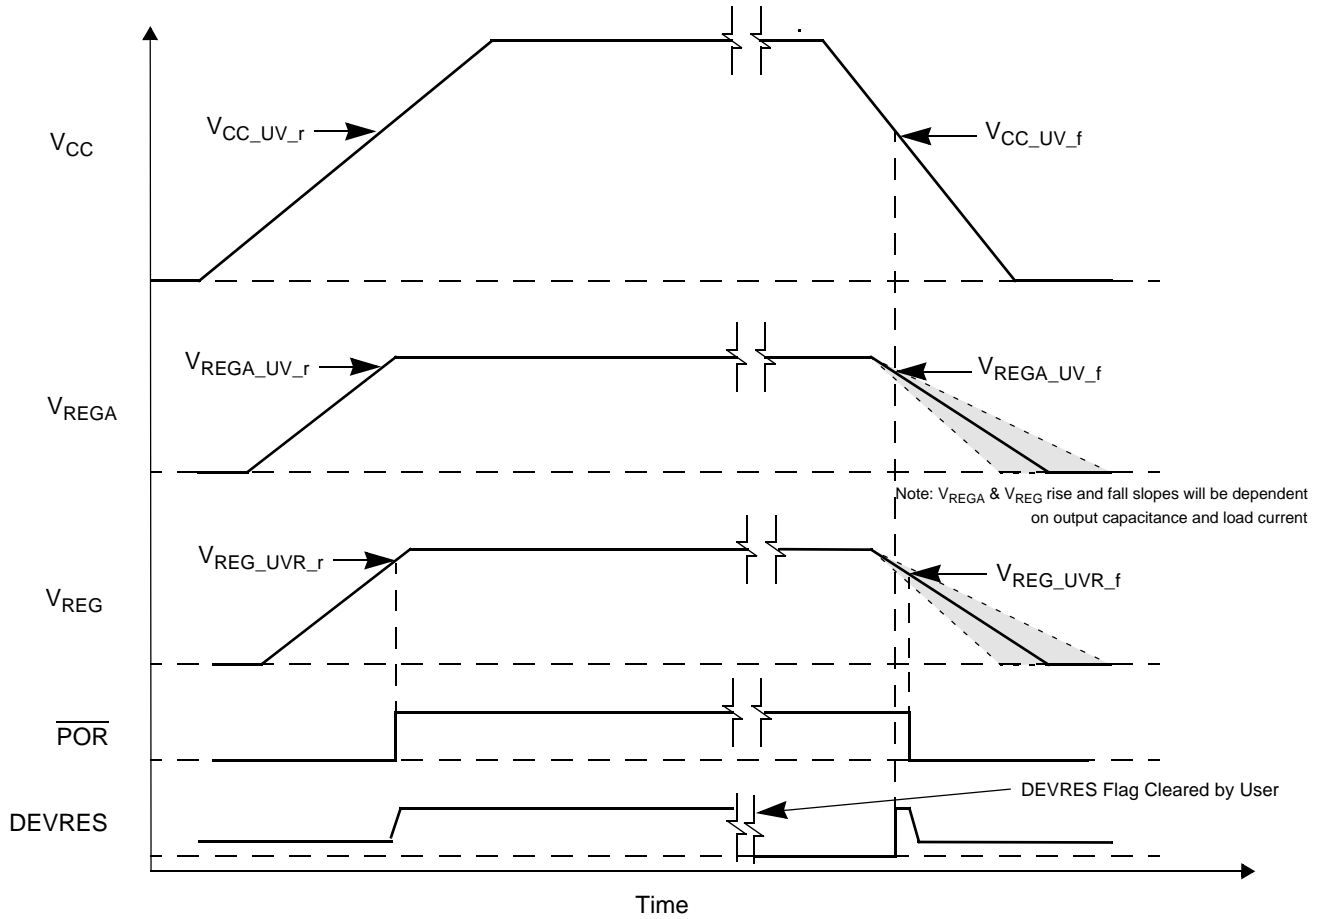 VCC_UV_r
VCC_UV_f
VCC
VREGA_UV_r
VREGA_UV_f
VREGA
Note: VREGA & VREG rise and fall slopes will be dependent
on output capacitance and load current
VREG_UVR_r
VREG_UVR_f
VREG
POR
DEVRES Flag Cleared by User
DEVRES
Time